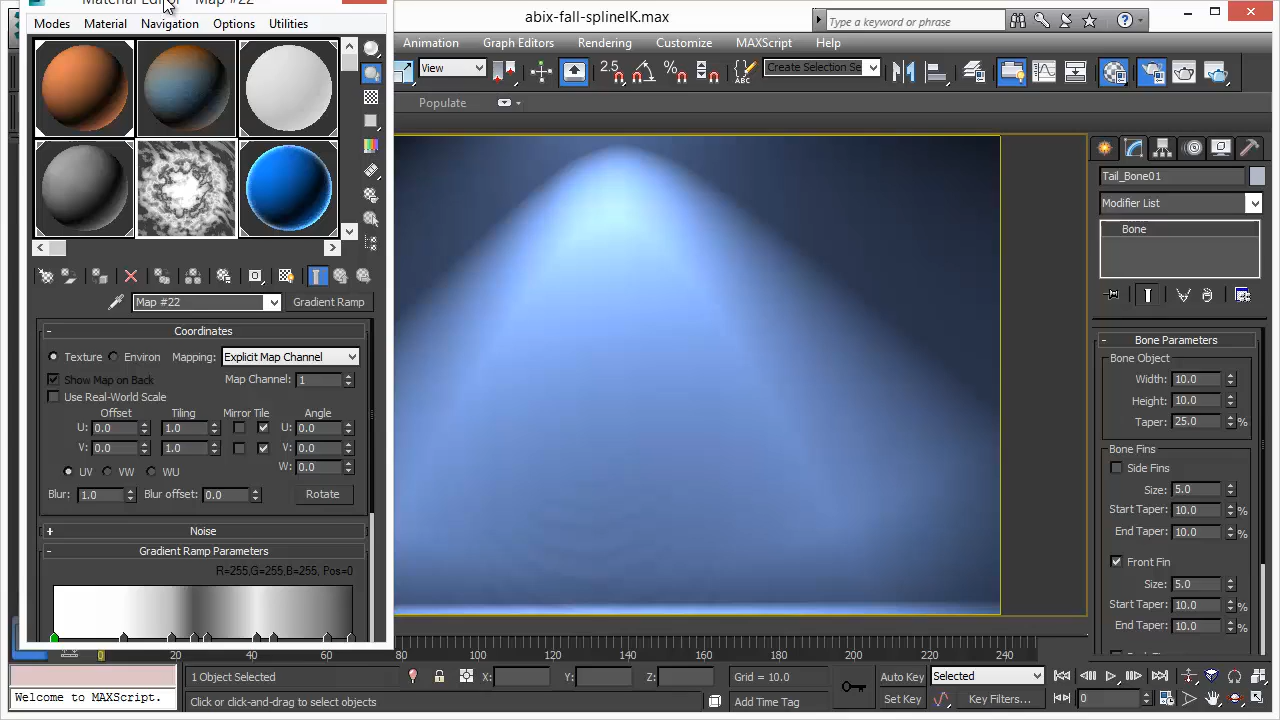 Material Editor - Map #22
abix-fall-splineIK.max
Type a keyword or phrase
Modes Material Navigation Options Utilities
Animation Graph Editors Rendering Customize MAXScript Help
View
2.5
Create Selection Se
Populate
Tail_Bone01
Modifier List
Bone
Map #22
Gradient Ramp
- Coordinates
Texture Environ Mapping: Explicit Map Channel
Show Map on Back Map Channel: 1
Use Real-World Scale
Offset Tiling Mirror Tile Angle
U: 0.0 1.0 U: 0.0
V: 0.0 1.0 V: 0.0
W: 0.0
UV VW WU
Blur: 1.0 Blur offset: 0.0 Rotate
+ Noise
- Gradient Ramp Parameters
R=255,G=255,B=255, Pos=0
- Bone Parameters
Bone Object
Width: 10.0
Height: 10.0
Taper: 25.0 %
Bone Fins
Side Fins
Size: 5.0
Start Taper: 10.0 %
End Taper: 10.0 %
Front Fin
Size: 5.0
Start Taper: 10.0 %
End Taper: 10.0 %
0 20 40 60 80 100 120 140 160 180 200 220 240
1 Object Selected
X: Y: Z: Grid = 10.0
Auto Key Selected
Welcome to MAXScript.
Click or click-and-drag to select objects
Add Time Tag
Set Key Key Filters... 0